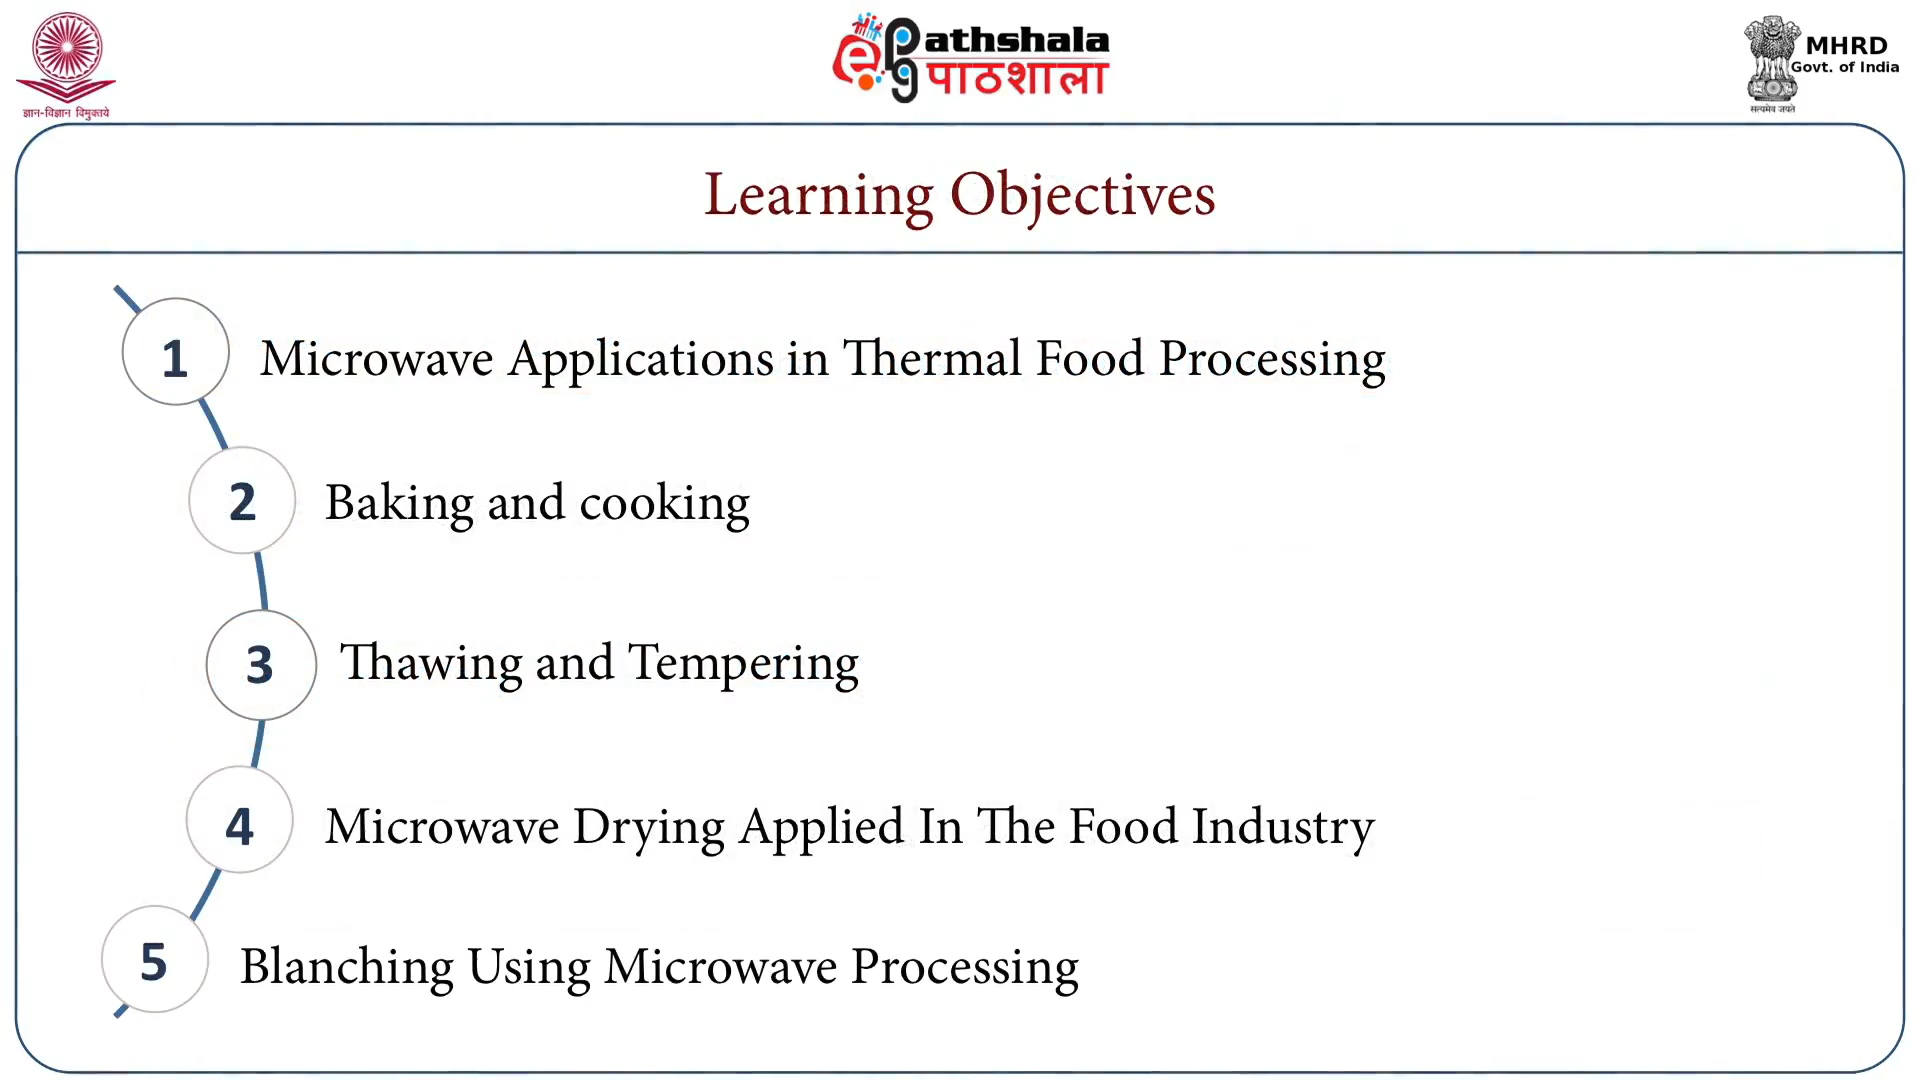 ज्ञान-विज्ञान विमुक्तये
ePathshala
पाठशाला
MHRD
Govt. of India
सत्यमेव जयते
Learning Objectives
1 Microwave Applications in Thermal Food Processing
2 Baking and cooking
3 Thawing and Tempering
4 Microwave Drying Applied In The Food Industry
5 Blanching Using Microwave Processing